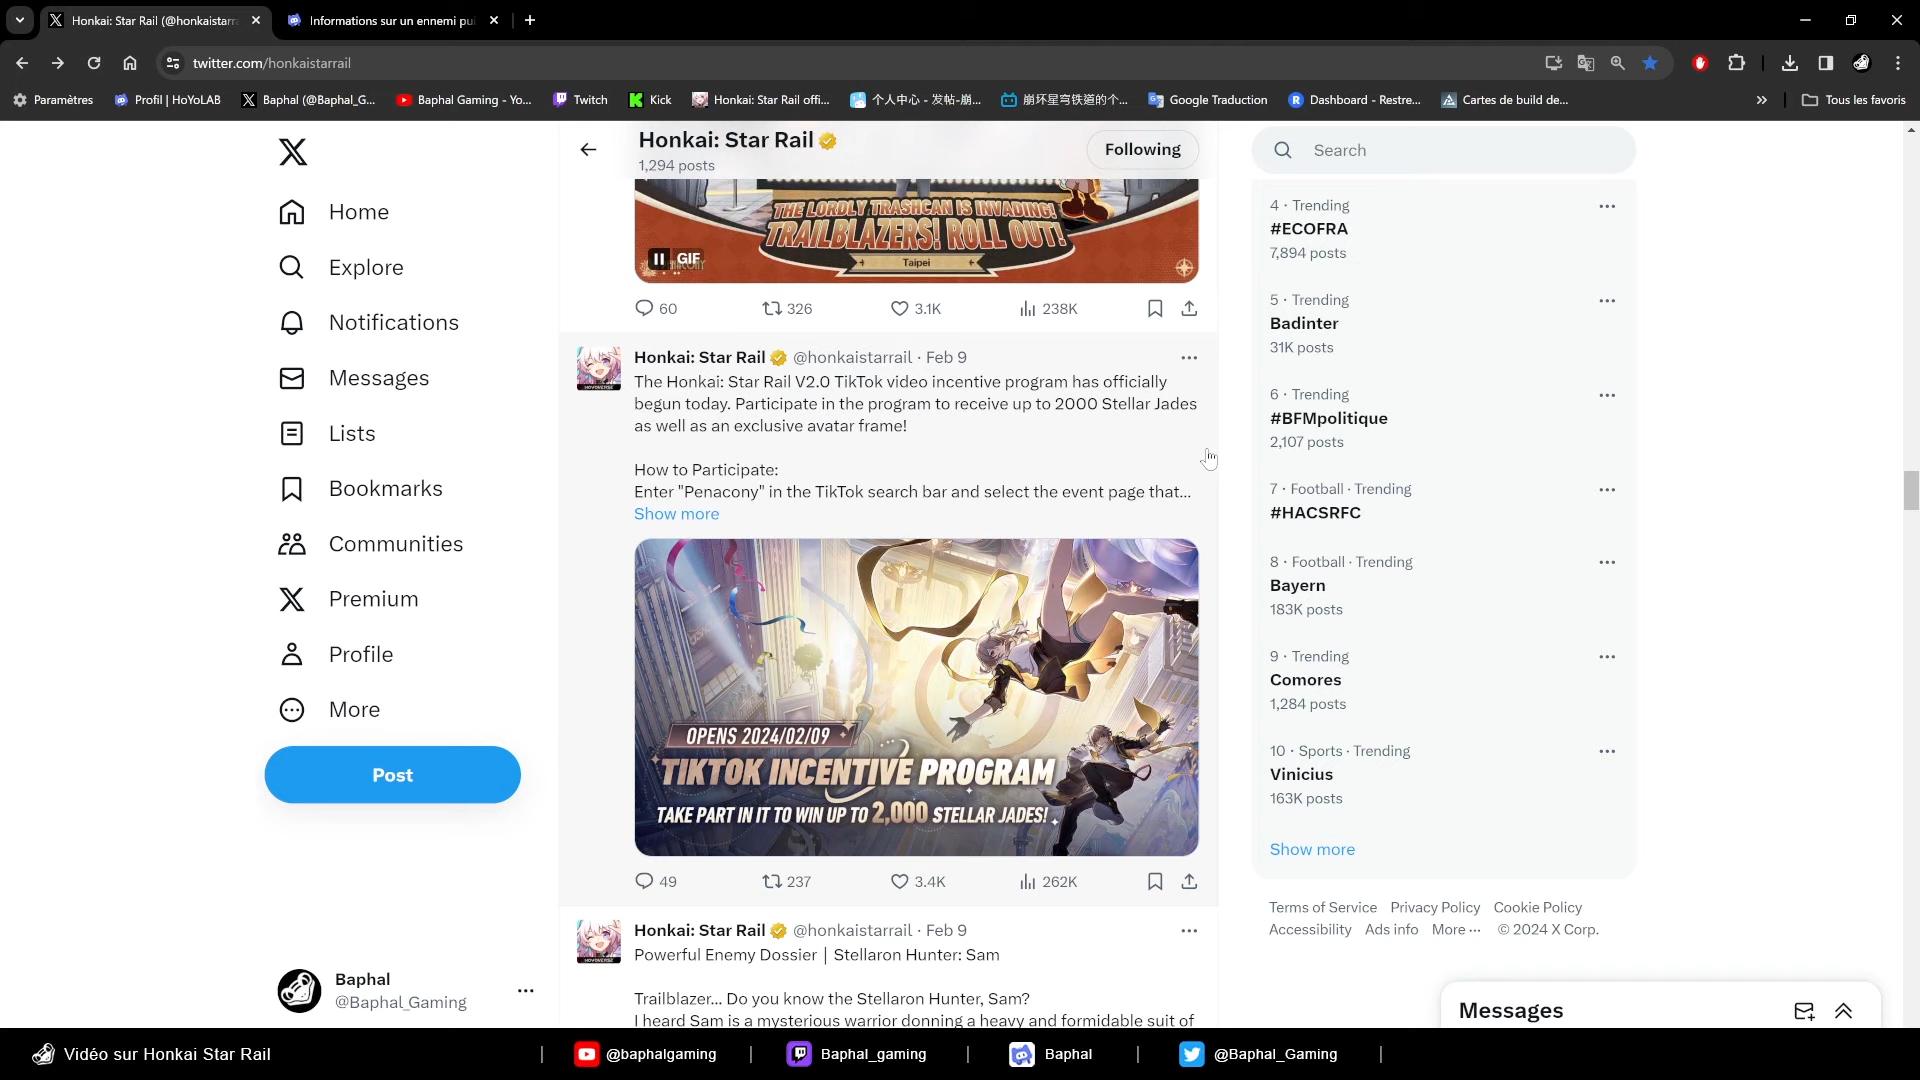 Honkai: Star Rail (@honkaistarra
Informations sur un ennemi pui
twitter.com/honkaistarrail
Paramètres
Profil | HoYoLAB
Baphal (@Baphal_G...
Baphal Gaming - Yo...
Twitch
Kick
Honkai: Star Rail offi...
个人中心 - 发帖-崩...
崩坏星穹铁道的个...
Google Traduction
Dashboard - Restre...
Cartes de build de...
Tous les favoris
Home
Explore
Notifications
Messages
Lists
Bookmarks
Communities
Premium
Profile
More
Post
Baphal
@Baphal_Gaming
Honkai: Star Rail
1,294 posts
Following
THE LORDLY TRASHCAN IS INVADING!
TRAILBLAZERS! ROLL OUT!
Taipei
GIF
60
326
3.1K
238K
Honkai: Star Rail @honkaistarrail · Feb 9
The Honkai: Star Rail V2.0 TikTok video incentive program has officially
begun today. Participate in the program to receive up to 2000 Stellar Jades
as well as an exclusive avatar frame!
How to Participate:
Enter "Penacony" in the TikTok search bar and select the event page that...
Show more
OPENS 2024/02/09
TIKTOK INCENTIVE PROGRAM
TAKE PART IN IT TO WIN UP TO 2,000 STELLAR JADES!
49
237
3.4K
262K
Honkai: Star Rail @honkaistarrail · Feb 9
Powerful Enemy Dossier | Stellaron Hunter: Sam
Trailblazer... Do you know the Stellaron Hunter, Sam?
I heard Sam is a mysterious warrior donning a heavy and formidable suit of
Search
4 · Trending
#ECOFRA
7,894 posts
5 · Trending
Badinter
31K posts
6 · Trending
#BFMpolitique
2,107 posts
7 · Football · Trending
#HACSRFC
8 · Football · Trending
Bayern
183K posts
9 · Trending
Comores
1,284 posts
10 · Sports · Trending
Vinicius
163K posts
Show more
Terms of Service Privacy Policy Cookie Policy
Accessibility Ads info More ··· © 2024 X Corp.
Messages
Vidéo sur Honkai Star Rail
@baphalgaming
Baphal_gaming
Baphal
@Baphal_Gaming